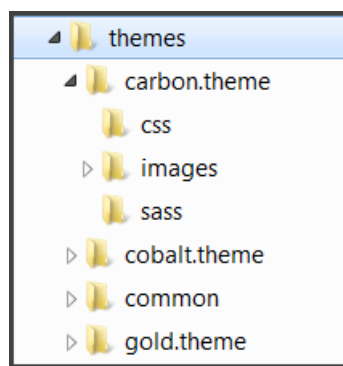 themes
carbon.theme
css
images
sass
cobalt.theme
common
gold.theme